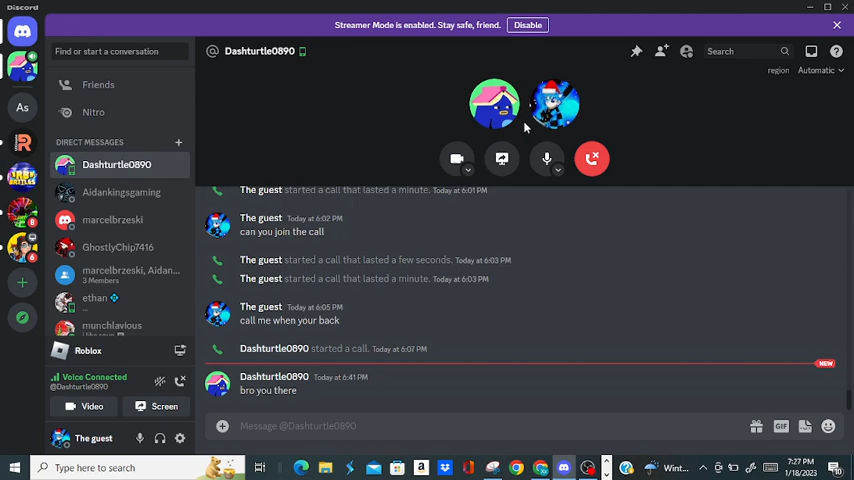 Discord
Streamer Mode is enabled. Stay safe, friend.
Disable
Find or start a conversation
Dashturtle0890
Search
region
Automatic
Friends
Nitro
As
DIRECT MESSAGES
Dashturtle0890
Aidankingsgaming
marcelbrzeski
GhostlyChip7416
marcelbrzeski, Aidan...
3 Members
ethan
munchlavious
8
6
Roblox
Voice Connected
@Dashturtle0890
Video
Screen
The guest
The guest started a call that lasted a minute. Today at 6:01 PM
The guest Today at 6:02 PM
can you join the call
The guest started a call that lasted a few seconds. Today at 6:03 PM
The guest started a call that lasted a minute. Today at 6:03 PM
The guest Today at 6:05 PM
call me when your back
Dashturtle0890 started a call. Today at 6:07 PM
NEW
Dashturtle0890 Today at 6:41 PM
bro you there
Message @Dashturtle0890
GIF
Type here to search
Wint...
7:27 PM
1/18/2023
10